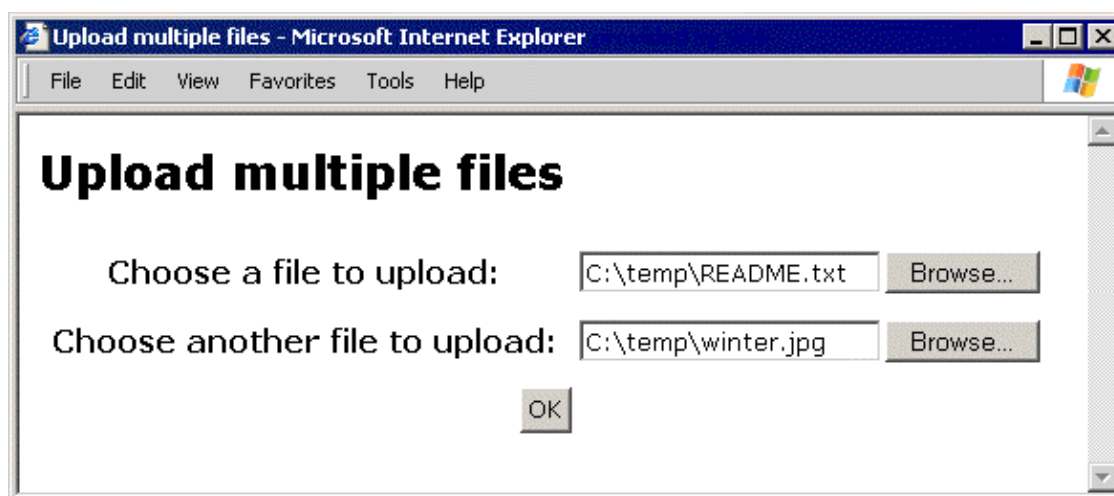 Upload multiple files - Microsoft Internet Explorer
File Edit View Favorites Tools Help
Upload multiple files
Choose a file to upload: C:\temp\README.txt Browse...
Choose another file to upload: C:\temp\winter.jpg Browse...
OK